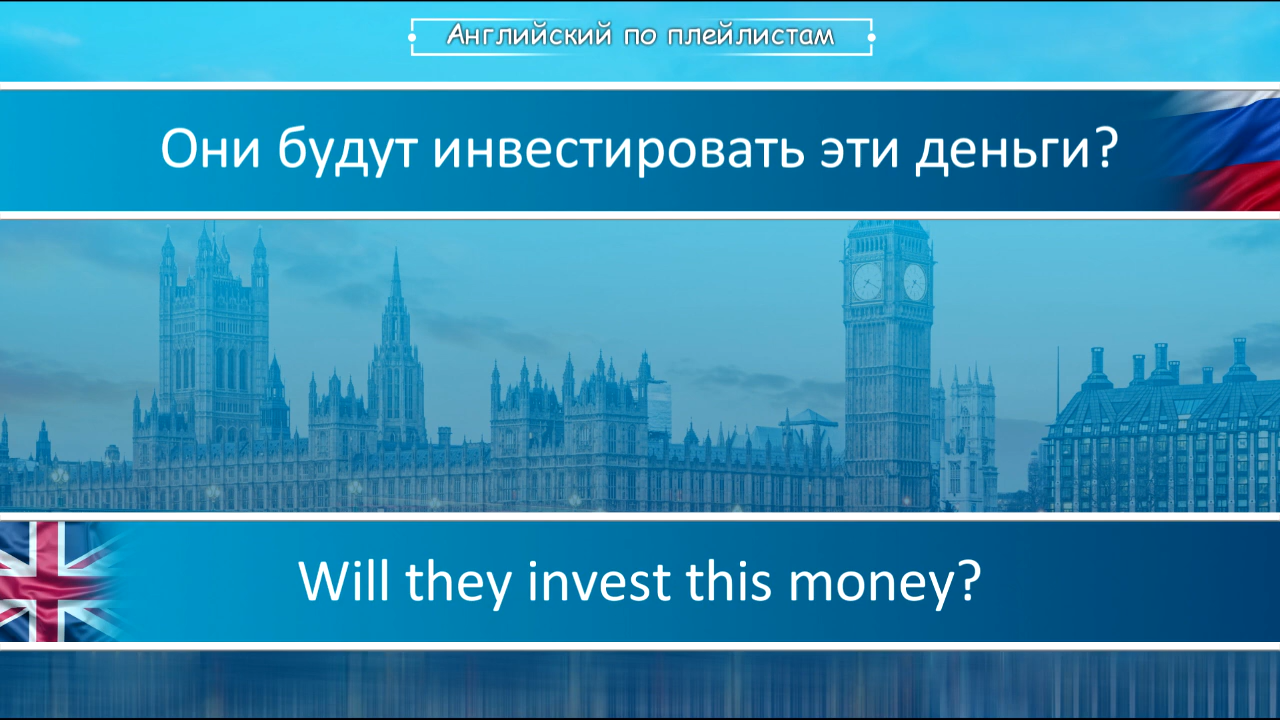 Английский по плейлистам
Они будут инвестировать эти деньги?
Will they invest this money?